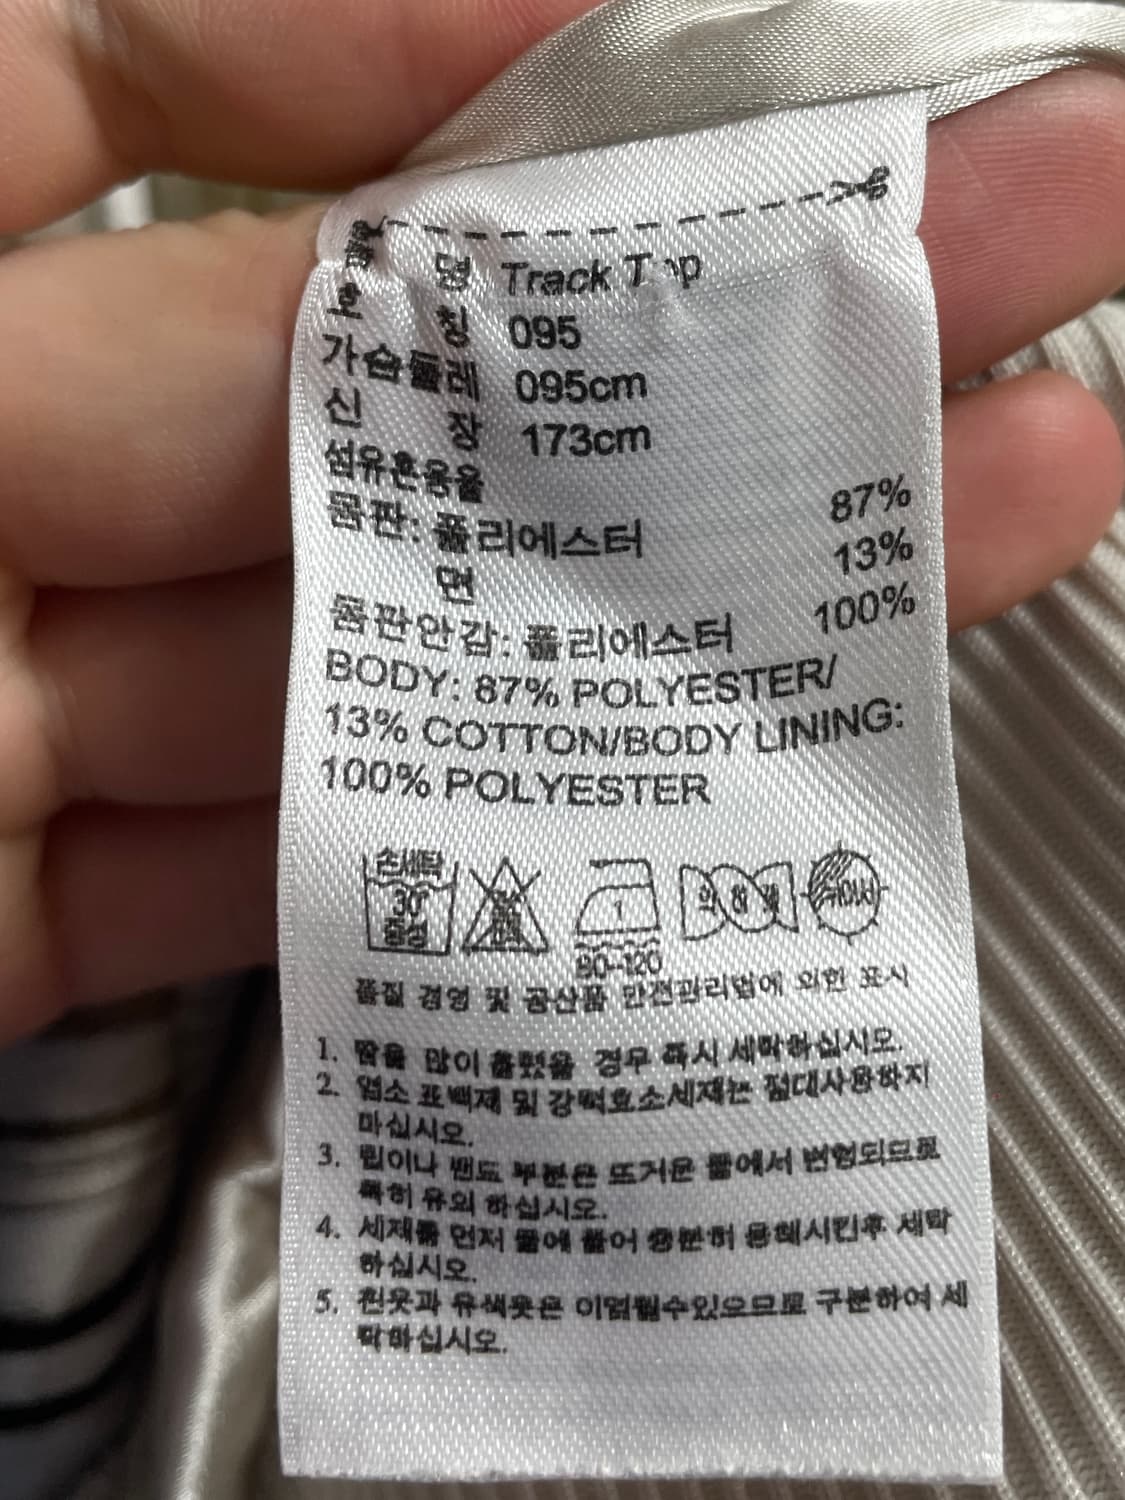 품 명 Track Top
호 칭 095
가슴둘레 095cm
신 장 173cm
섬유혼용율
몸판: 폴리에스터 87%
면 13%
몸판안감: 폴리에스터 100%
BODY: 87% POLYESTER/
13% COTTON/BODY LINING:
100% POLYESTER
손세탁
30°
중성
1
80~120
드라이
품질 경영 및 공산품 안전관리법에 의한 표시
1. 땀을 많이 흘렸을 경우 즉시 세탁하십시오.
2. 염소 표백제 및 강력효소세제는 절대사용하지
마십시오.
3. 립이나 밴드 부분은 뜨거운 물에서 변형되므로
특히 유의 하십시오.
4. 세제를 먼저 물에 풀어 충분히 용해시킨후 세탁
하십시오.
5. 흰옷과 유색옷은 이염될수있으므로 구분하여 세
탁하십시오.